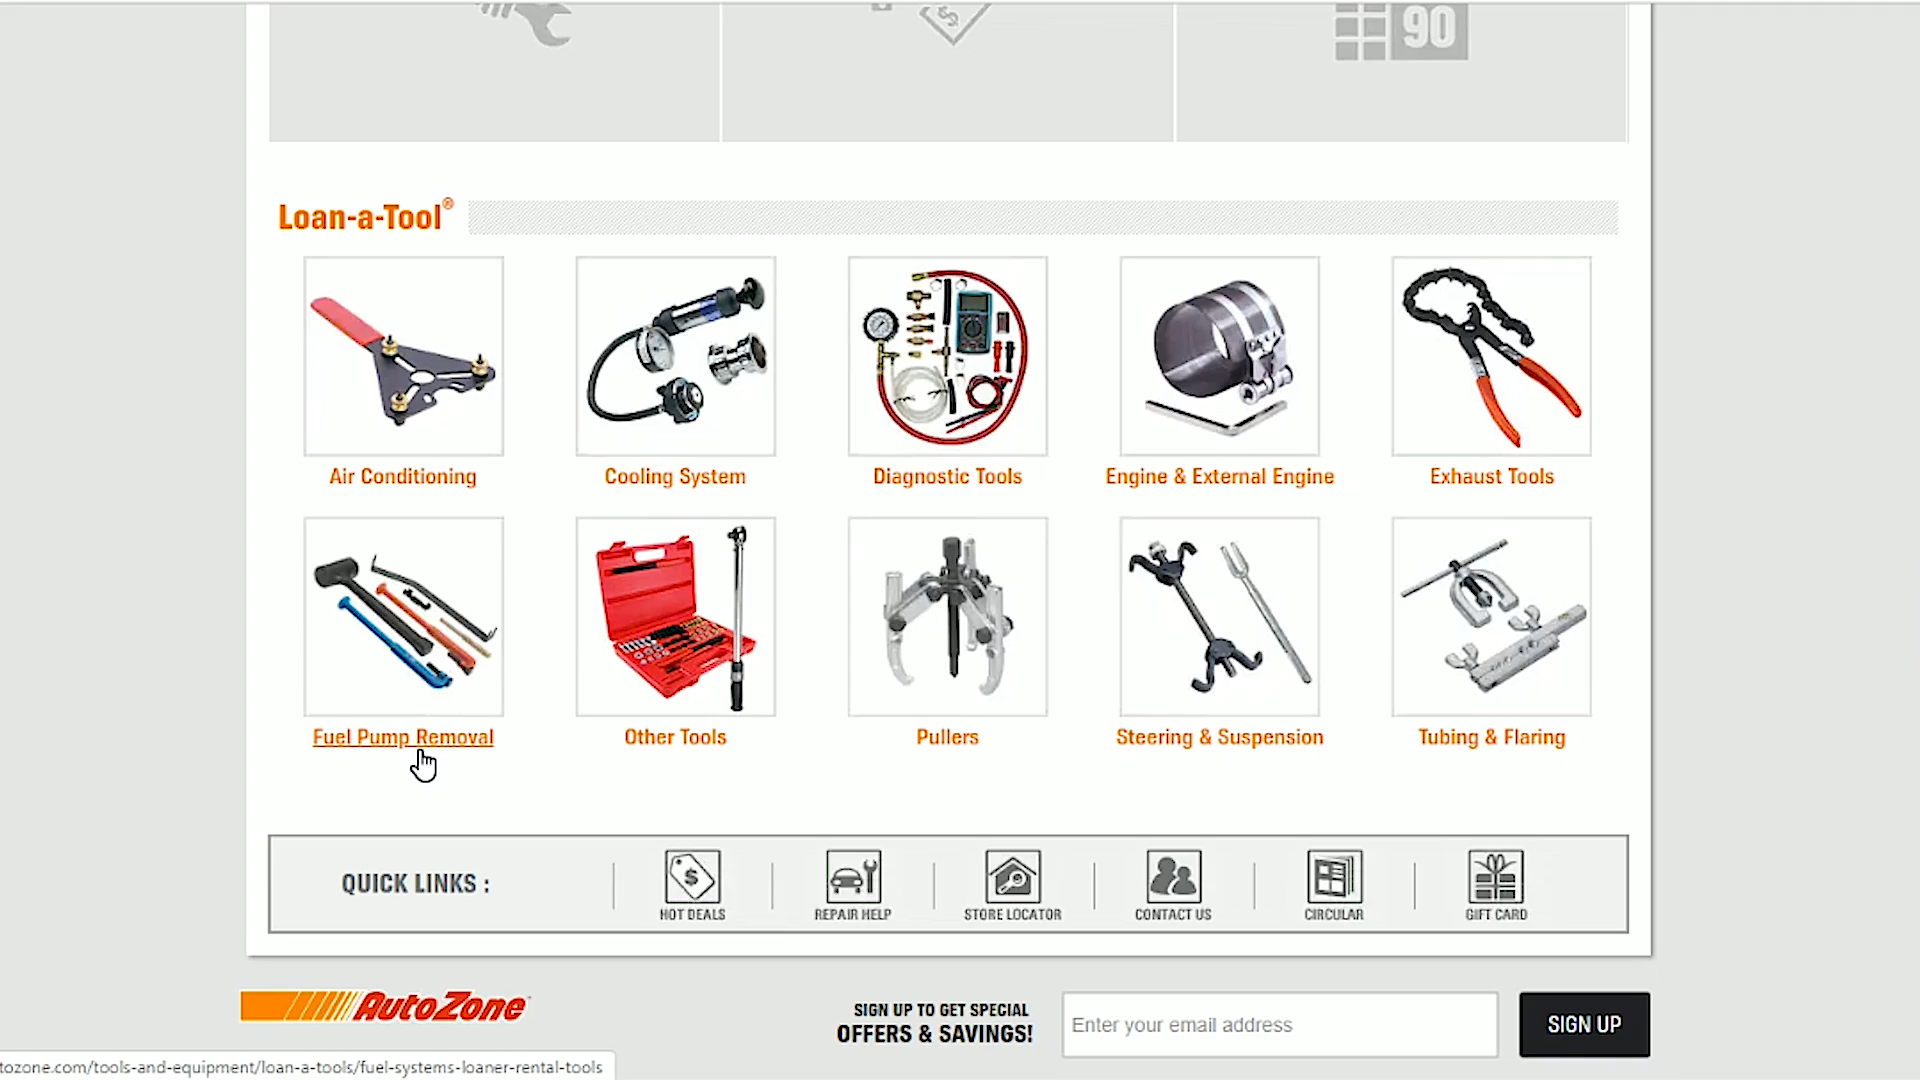 90
Loan-a-Tool®
Air Conditioning
Cooling System
Diagnostic Tools
Engine & External Engine
Exhaust Tools
Fuel Pump Removal
Other Tools
Pullers
Steering & Suspension
Tubing & Flaring
QUICK LINKS :
HOT DEALS
REPAIR HELP
STORE LOCATOR
CONTACT US
CIRCULAR
GIFT CARD
AutoZone
SIGN UP TO GET SPECIAL
OFFERS & SAVINGS!
Enter your email address
SIGN UP
tozone.com/tools-and-equipment/loan-a-tools/fuel-systems-loaner-rental-tools